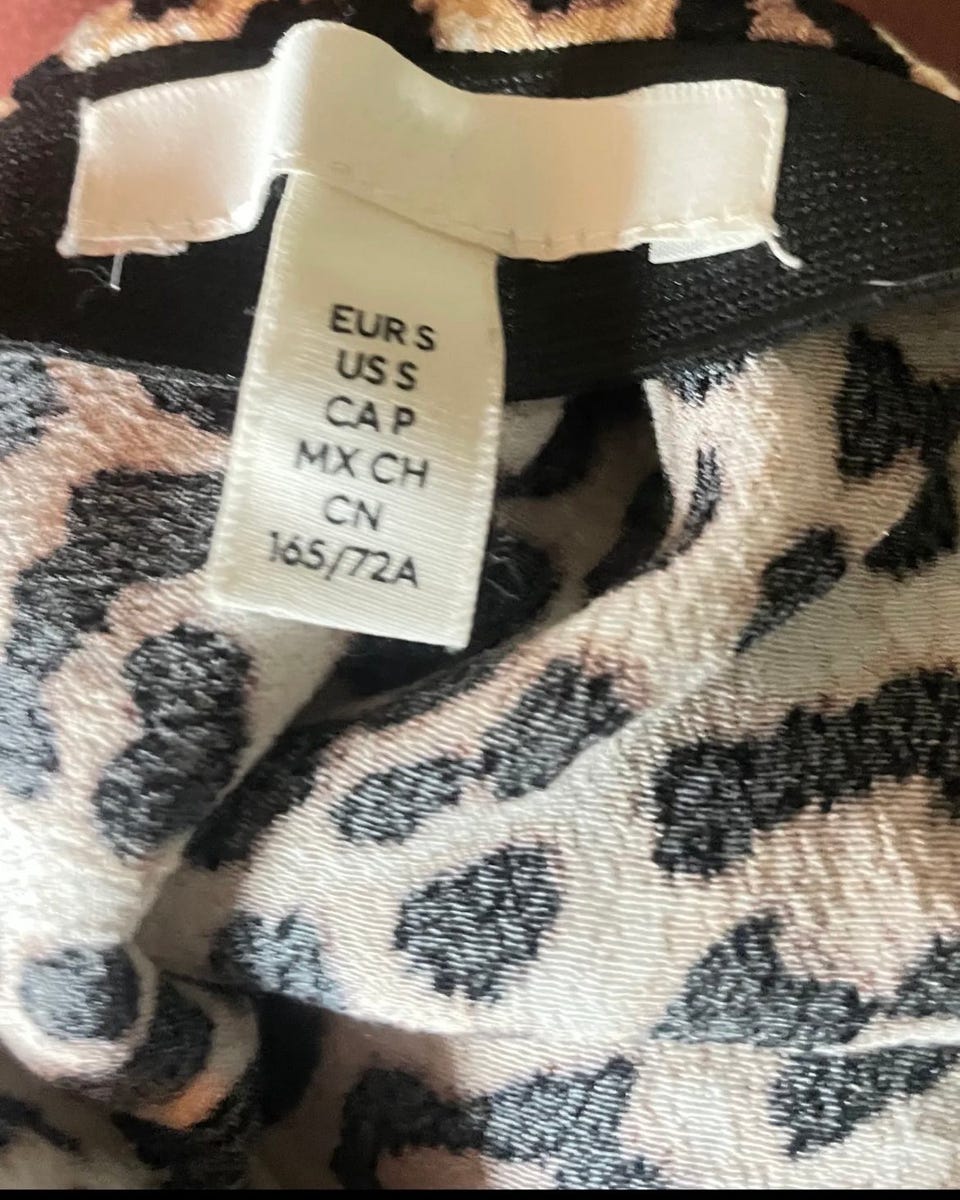 EUR S
US S
CA P
MX CH
CN
165/72A